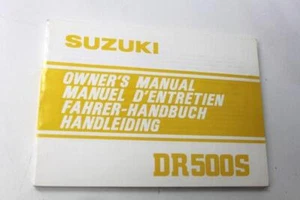 SUZUKI
OWNER'S MANUAL
MANUEL D'ENTRETIEN
FAHRER-HANDBUCH
HANDLEIDING
DR500S